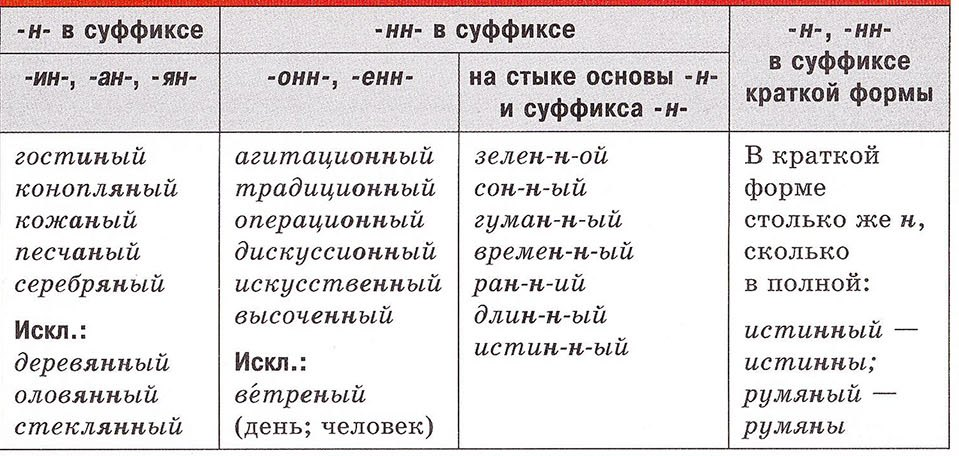 -н- в суффиксе
-ин-, -ан-, -ян-
гостиный
конопляный
кожаный
песчаный
серебряный
Искл.:
деревянный
оловянный
стеклянный
-нн- в суффиксе
-онн-, -енн-
агитационный
традиционный
операционный
дискуссионный
искусственный
высоченный
Искл.:
ве́треный
(день; человек)
на стыке основы -н-
и суффикса -н-
зелен-н-ой
сон-н-ый
гуман-н-ый
времен-н-ый
ран-н-ий
длин-н-ый
истин-н-ый
-н-, -нн-
в суффиксе
краткой формы
В краткой
форме
столько же н,
сколько
в полной:
истинный —
истинны;
румяный —
румяны